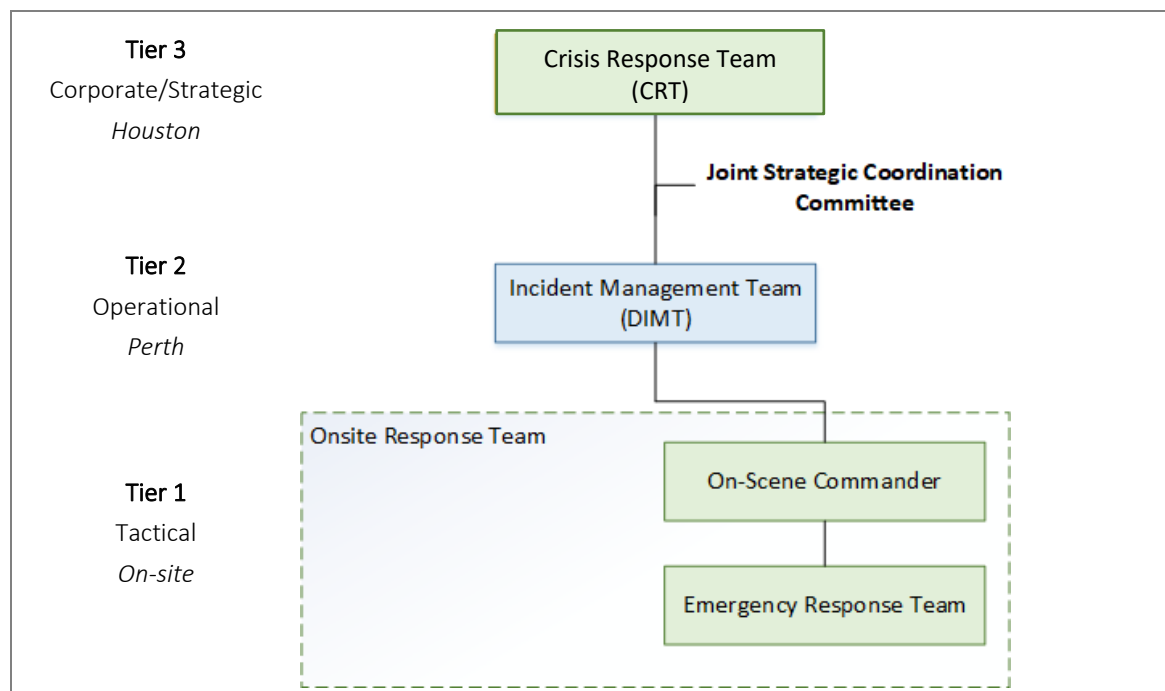 Tier 3
Corporate/Strategic
Houston
Crisis Response Team
(CRT)
Joint Strategic Coordination
Committee
Tier 2
Operational
Perth
Incident Management Team
(DIMT)
Onsite Response Team
Tier 1
Tactical
On-site
On-Scene Commander
Emergency Response Team